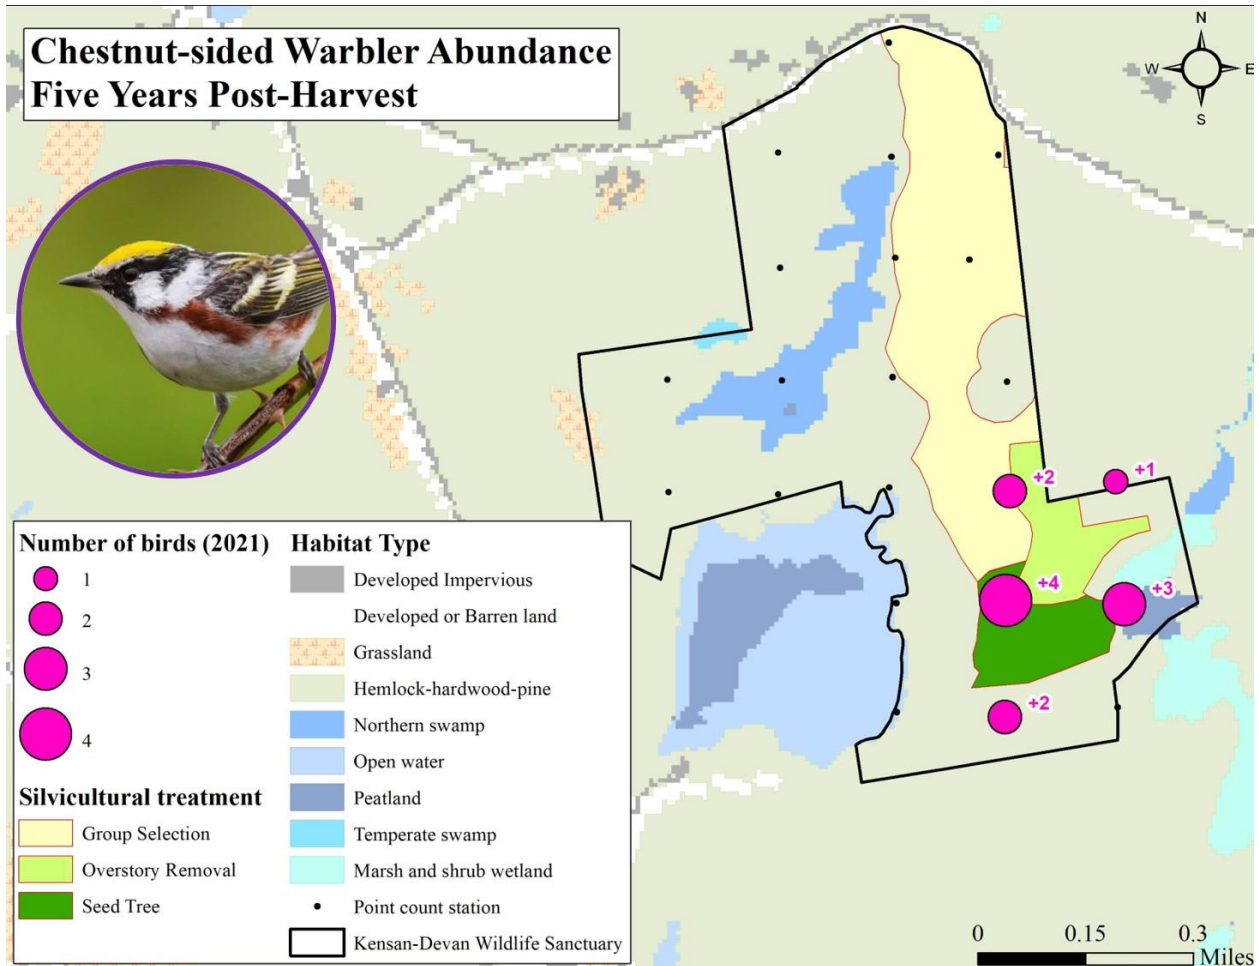 Chestnut-sided Warbler Abundance
Five Years Post-Harvest
N
W
E
S
+2
+1
+4
+3
+2
Number of birds (2021)
1
2
3
4
Silvicultural treatment
Group Selection
Overstory Removal
Seed Tree
Habitat Type
Developed Impervious
Developed or Barren land
Grassland
Hemlock-hardwood-pine
Northern swamp
Open water
Peatland
Temperate swamp
Marsh and shrub wetland
Point count station
Kensan-Devan Wildlife Sanctuary
0 0.15 0.3
Miles